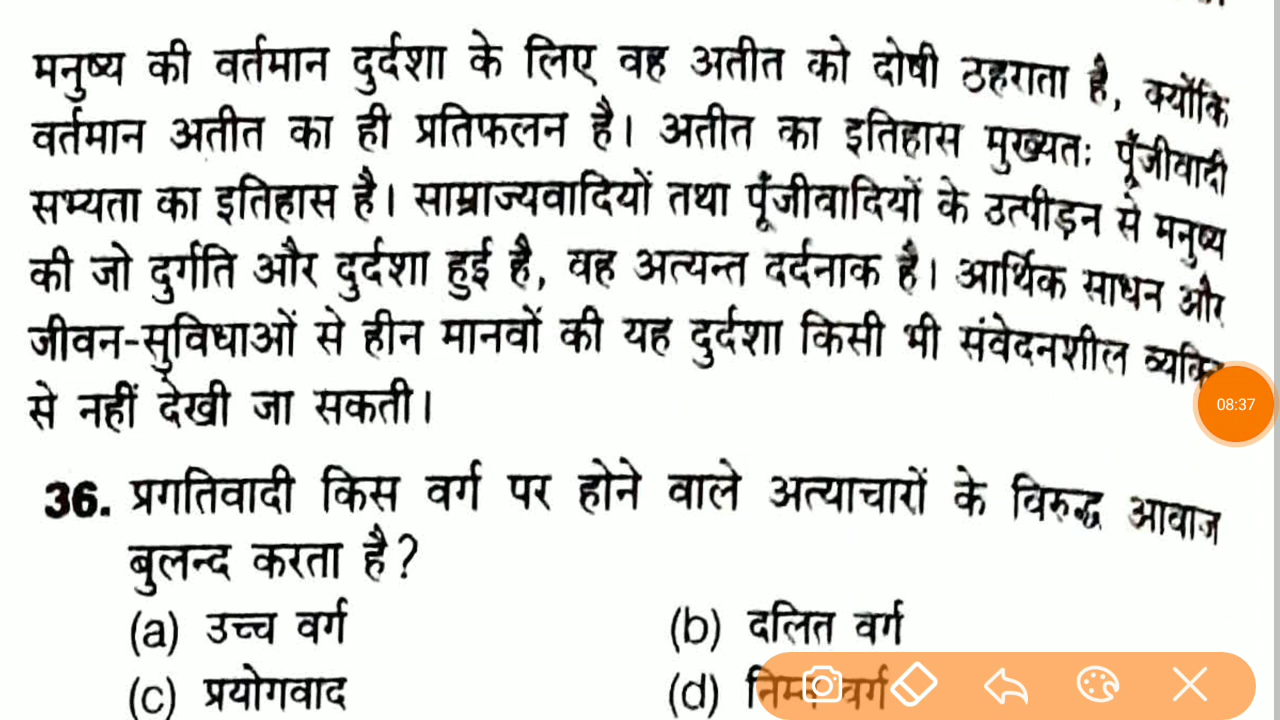 मनुष्य की वर्तमान दुर्दशा के लिए वह अतीत को दोषी ठहराता है, क्योंकि
वर्तमान अतीत का ही प्रतिफलन है। अतीत का इतिहास मुख्यतः पूँजीवादी
सभ्यता का इतिहास है। साम्राज्यवादियों तथा पूँजीवादियों के उत्पीड़न से मनुष्य
की जो दुर्गति और दुर्दशा हुई है, वह अत्यन्त दर्दनाक है। आर्थिक साधन और
जीवन-सुविधाओं से हीन मानवों की यह दुर्दशा किसी भी संवेदनशील
से नहीं देखी जा सकती।
08:37
36. प्रगतिवादी किस वर्ग पर होने वाले अत्याचारों के विरुद्ध आवाज
बुलन्द करता है?
(a) उच्च वर्ग (b) दलित वर्ग
(c) प्रयोगवाद (d) निम्न वर्ग